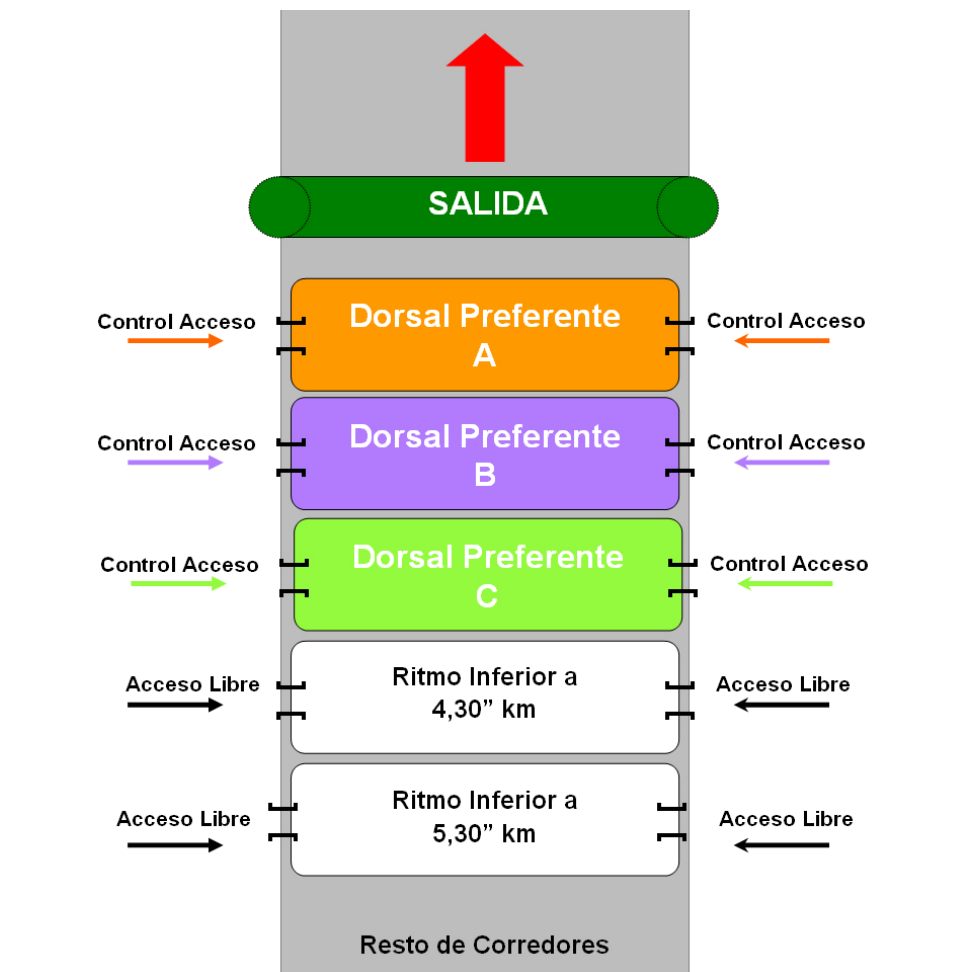 SALIDA
Control Acceso
Dorsal Preferente
A
Control Acceso
Control Acceso
Dorsal Preferente
B
Control Acceso
Control Acceso
Dorsal Preferente
C
Control Acceso
Acceso Libre
Ritmo Inferior a
4,30” km
Acceso Libre
Acceso Libre
Ritmo Inferior a
5,30” km
Acceso Libre
Resto de Corredores